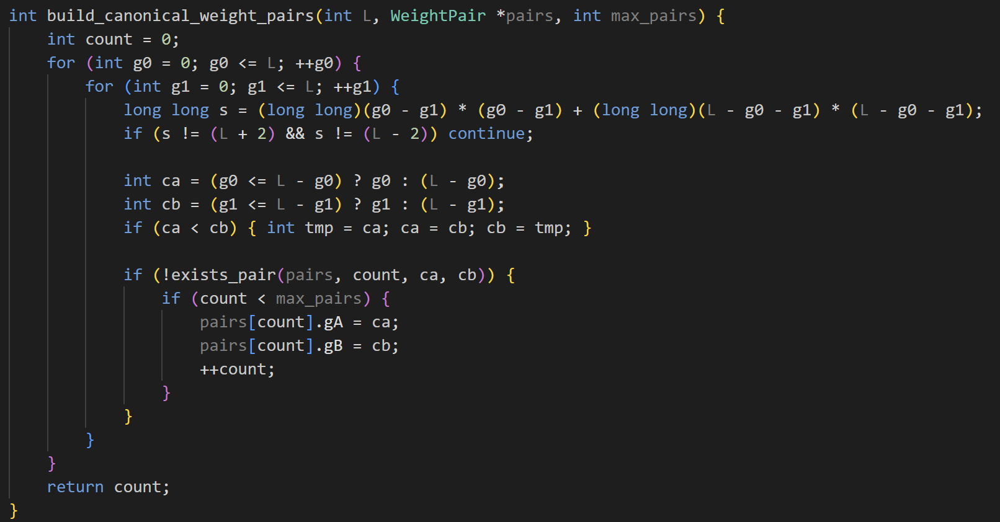 int build_canonical_weight_pairs(int L, WeightPair *pairs, int max_pairs) {
    int count = 0;
    for (int g0 = 0; g0 <= L; ++g0) {
        for (int g1 = 0; g1 <= L; ++g1) {
            long long s = (long long)(g0 - g1) * (g0 - g1) + (long long)(L - g0 - g1) * (L - g0 - g1);
            if (s != (L + 2) && s != (L - 2)) continue;

            int ca = (g0 <= L - g0) ? g0 : (L - g0);
            int cb = (g1 <= L - g1) ? g1 : (L - g1);
            if (ca < cb) { int tmp = ca; ca = cb; cb = tmp; }

            if (!exists_pair(pairs, count, ca, cb)) {
                if (count < max_pairs) {
                    pairs[count].gA = ca;
                    pairs[count].gB = cb;
                    ++count;
                }
            }
        }
    }
    return count;
}